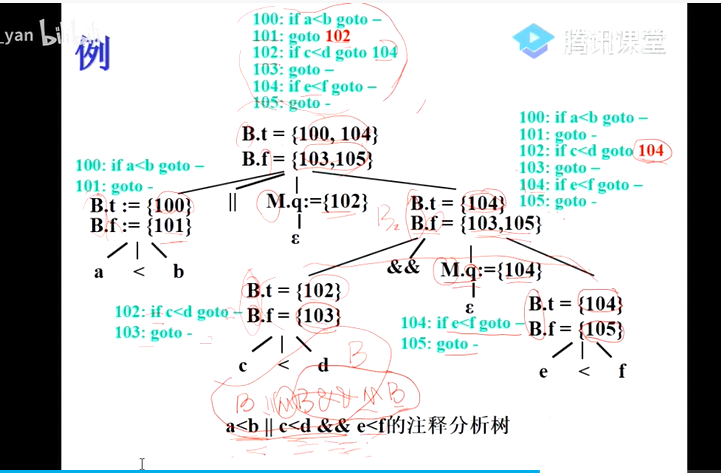 _yan bilibili
例
腾讯课堂
100: if a<b goto –
101: goto 102
102: if c<d goto 104
103: goto –
104: if e<f goto –
105: goto -
B.t = {100, 104}
B.f = {103,105}
100: if a<b goto –
101: goto -
102: if c<d goto 104
103: goto –
104: if e<f goto –
105: goto -
100: if a<b goto –
101: goto -
B.t := {100}
B.f := {101}
||
M.q:={102}
ε
B.t = {104}
B.f = {103,105}
B₂
a < b
&&
M.q:={104}
ε
102: if c<d goto –
103: goto -
B.t = {102}
B.f = {103}
104: if e<f goto –
105: goto -
B.t = {104}
B.f = {105}
c < d
e < f
B
B || M B && M B
a<b || c<d && e<f的注释分析树